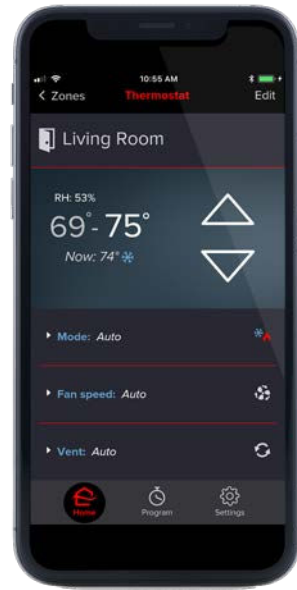 10:55 AM
Zones Thermostat Edit
Living Room
RH: 53%
69°- 75°
Now: 74°
Mode: Auto
Fan speed: Auto
Vent: Auto
Home Program Settings